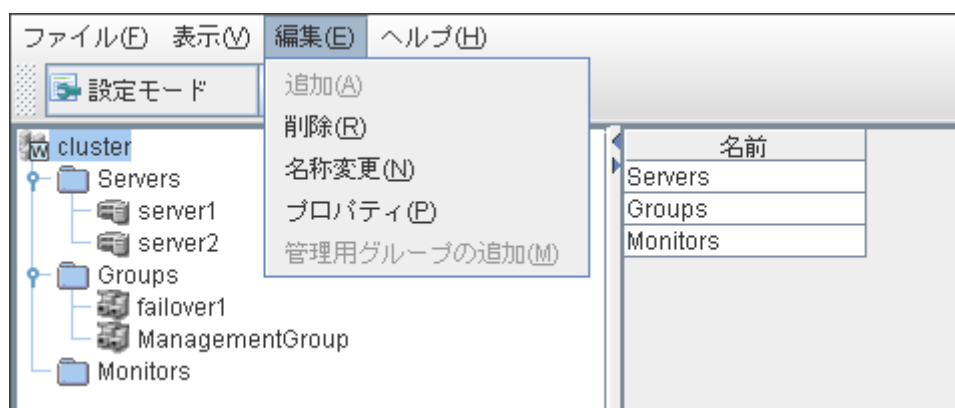 ファイル(F) 表示(V) 編集(E) ヘルプ(H)
設定モード
追加(A)
削除(R)
名称変更(N)
プロパティ(P)
管理用グループの追加(M)
cluster
Servers
server1
server2
Groups
failover1
ManagementGroup
Monitors
名前
Servers
Groups
Monitors